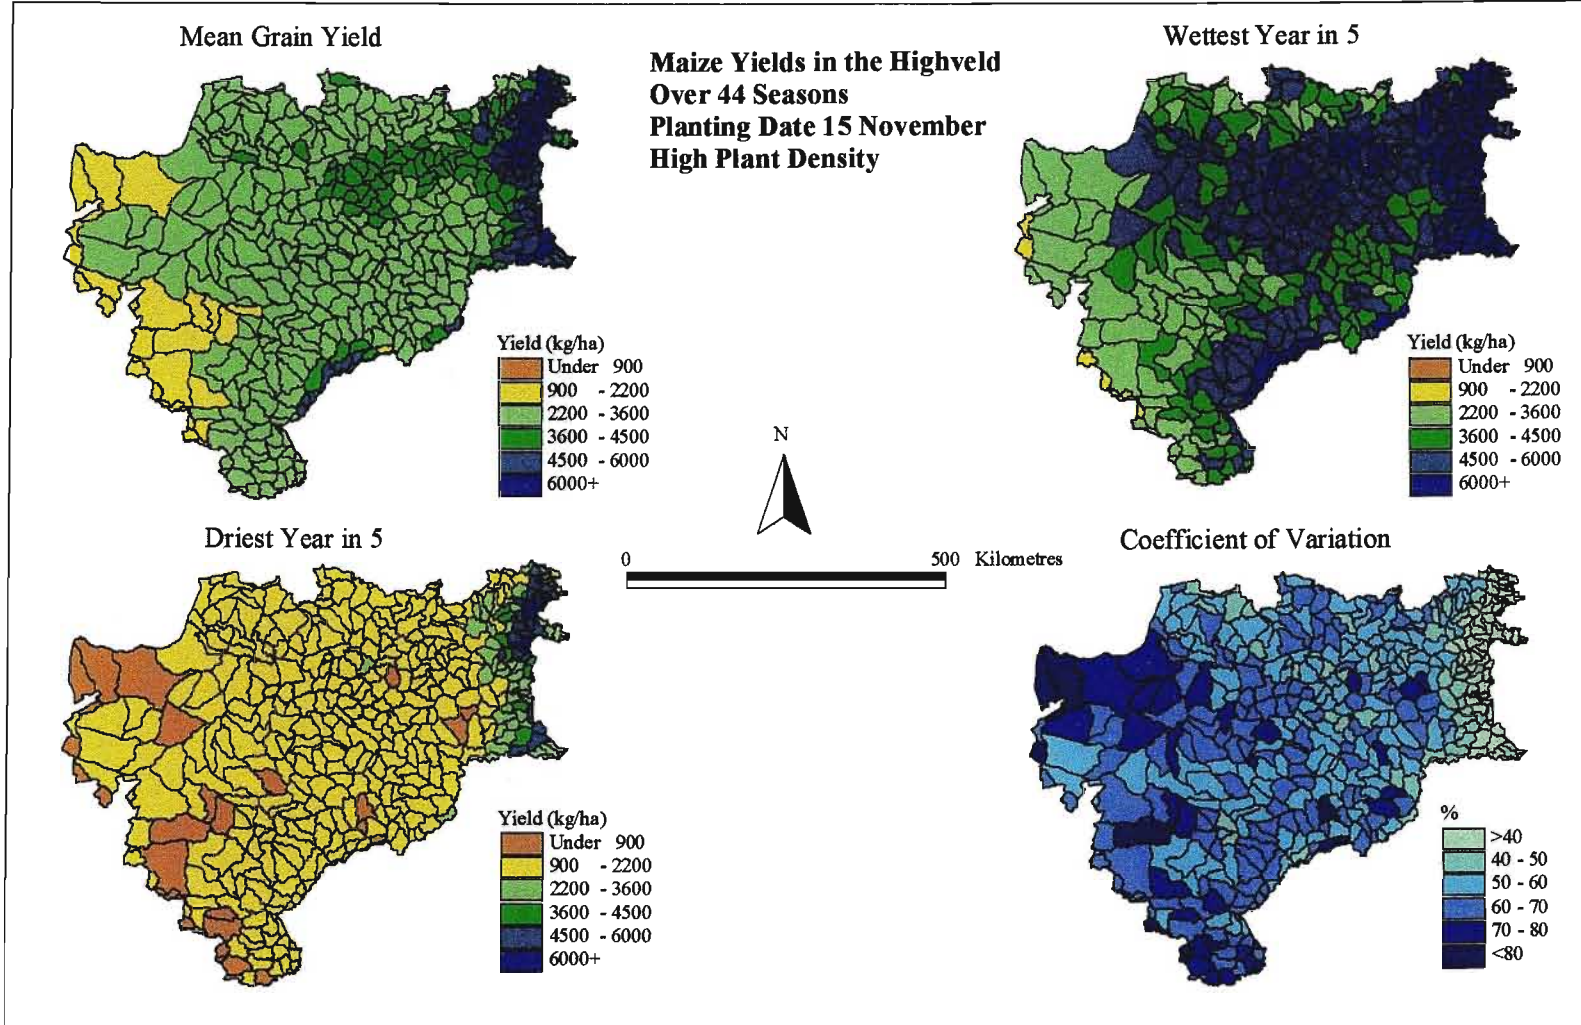 Mean Grain Yield
Maize Yields in the Highveld
Over 44 Seasons
Planting Date 15 November
High Plant Density
Wettest Year in 5
Yield (kg/ha)
Under 900
900 - 2200
2200 - 3600
3600 - 4500
4500 - 6000
6000+
Yield (kg/ha)
Under 900
900 - 2200
2200 - 3600
3600 - 4500
4500 - 6000
6000+
N
0 500 Kilometres
Driest Year in 5
Yield (kg/ha)
Under 900
900 - 2200
2200 - 3600
3600 - 4500
4500 - 6000
6000+
Coefficient of Variation
%
>40
40 - 50
50 - 60
60 - 70
70 - 80
<80